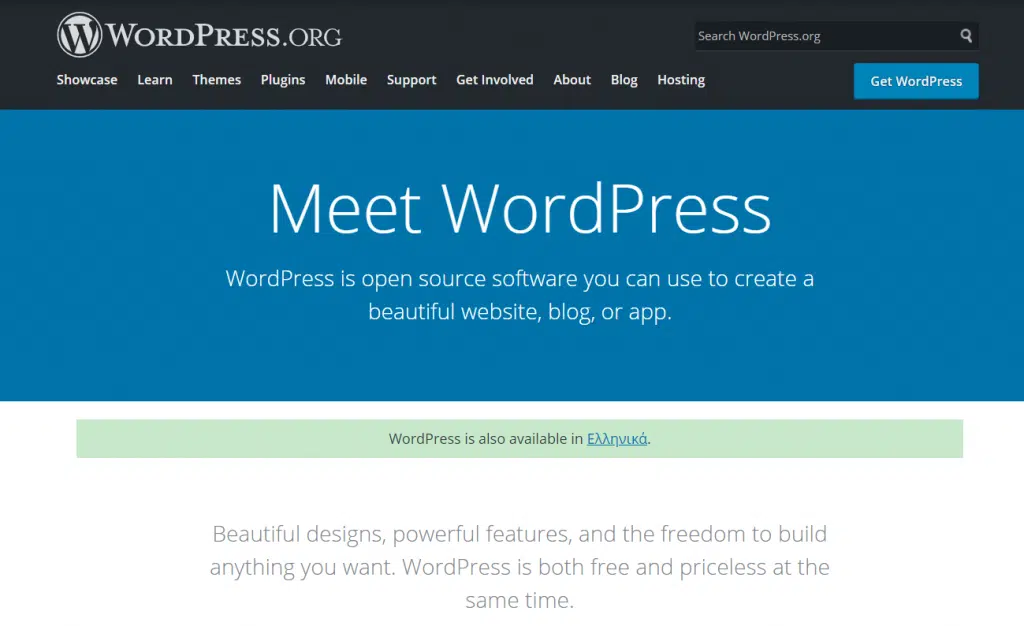 WORDPRESS.ORG
Search WordPress.org
Showcase Learn Themes Plugins Mobile Support Get Involved About Blog Hosting
Get WordPress
Meet WordPress
WordPress is open source software you can use to create a
beautiful website, blog, or app.
WordPress is also available in Ελληνικά.
Beautiful designs, powerful features, and the freedom to build
anything you want. WordPress is both free and priceless at the
same time.